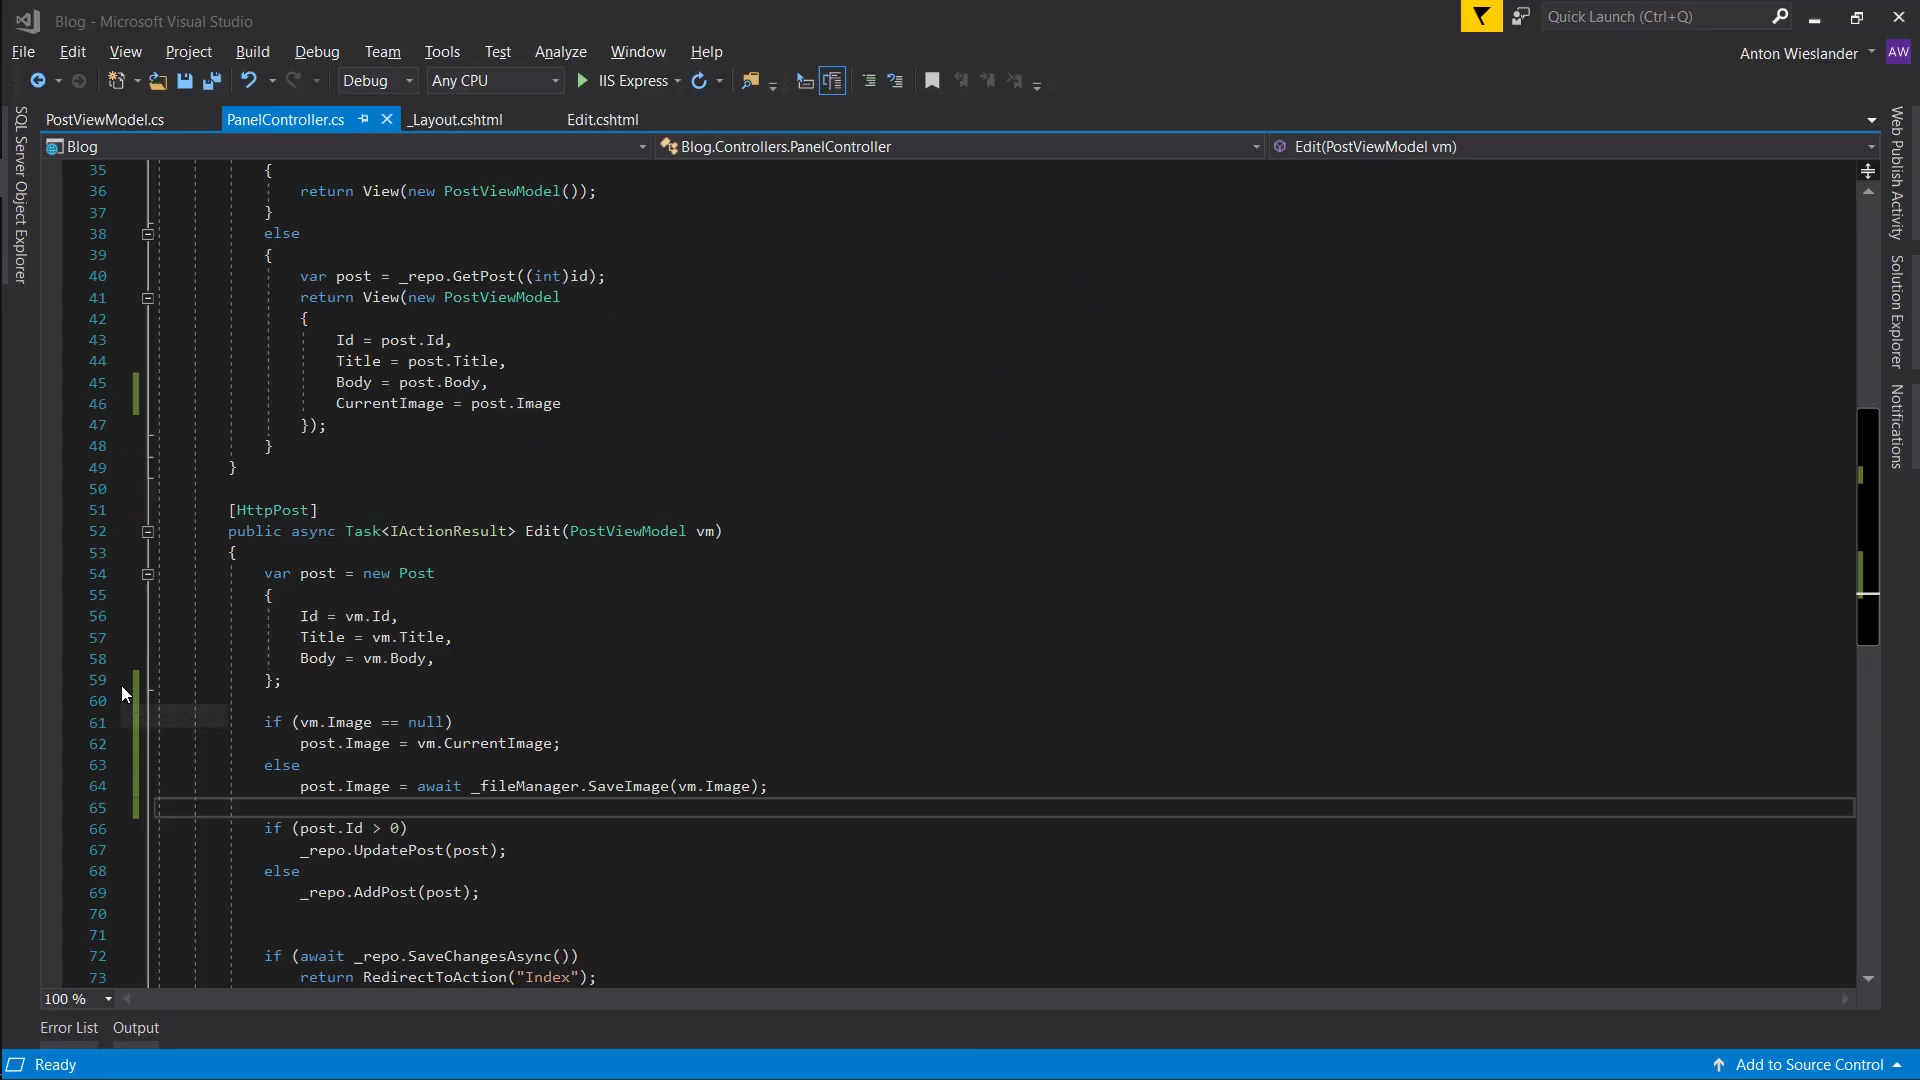 Blog - Microsoft Visual Studio
Quick Launch (Ctrl+Q)
File Edit View Project Build Debug Team Tools Test Analyze Window Help
Anton Wieslander AW
Debug Any CPU IIS Express
PostViewModel.cs PanelController.cs _Layout.cshtml Edit.cshtml
Blog Blog.Controllers.PanelController Edit(PostViewModel vm)
SQL Server Object Explorer
35 {
36 return View(new PostViewModel());
37 }
38 else
39 {
40 var post = _repo.GetPost((int)id);
41 return View(new PostViewModel
42 {
43 Id = post.Id,
44 Title = post.Title,
45 Body = post.Body,
46 CurrentImage = post.Image
47 });
48 }
49 }
50
51 [HttpPost]
52 public async Task<IActionResult> Edit(PostViewModel vm)
53 {
54 var post = new Post
55 {
56 Id = vm.Id,
57 Title = vm.Title,
58 Body = vm.Body,
59 };
60
61 if (vm.Image == null)
62 post.Image = vm.CurrentImage;
63 else
64 post.Image = await _fileManager.SaveImage(vm.Image);
65
66 if (post.Id > 0)
67 _repo.UpdatePost(post);
68 else
69 _repo.AddPost(post);
70
71
72 if (await _repo.SaveChangesAsync())
73 return RedirectToAction("Index");
Web Publish Activity
Solution Explorer
Notifications
100 %
Error List Output
Ready Add to Source Control